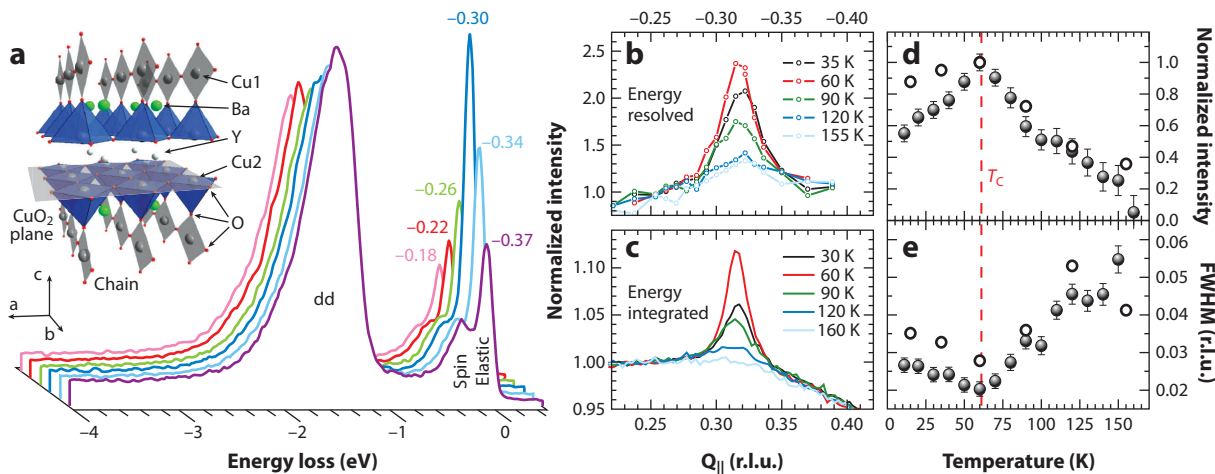 a
Cu1
Ba
Y
Cu2
CuO2
plane
O
Chain
c
a
b
dd
−0.18
−0.22
−0.26
−0.30
−0.34
−0.37
Spin
Elastic
−4
−3
−2
−1
0
Energy loss (eV)
−0.25
−0.30
−0.35
−0.40
b
Energy
resolved
35 K
60 K
90 K
120 K
155 K
2.5
2.0
1.5
1.0
Normalized intensity
c
Energy
integrated
30 K
60 K
90 K
120 K
160 K
1.10
1.05
1.00
0.95
0.25
0.30
0.35
0.40
Q|| (r.l.u.)
d
TC
1.0
0.8
0.6
0.4
0.2
0.0
Normalized intensity
e
0.06
0.05
0.04
0.03
0.02
FWHM (r.l.u.)
0
25
50
75
100
125
150
Temperature (K)